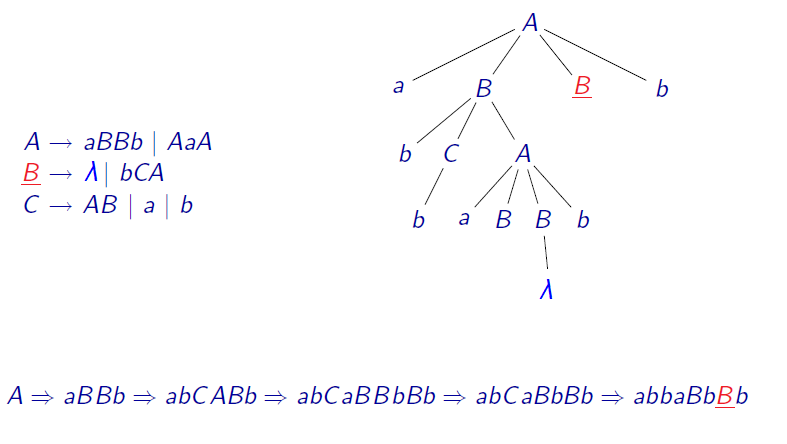 A
a B B b
A → aBBb | AaA
b C A
B → λ | bCA
C → AB | a | b
b a B B b
λ
A ⇒ aBBb ⇒ abCABb ⇒ abCaBBbBb ⇒ abCaBbBb ⇒ abbaBbBb